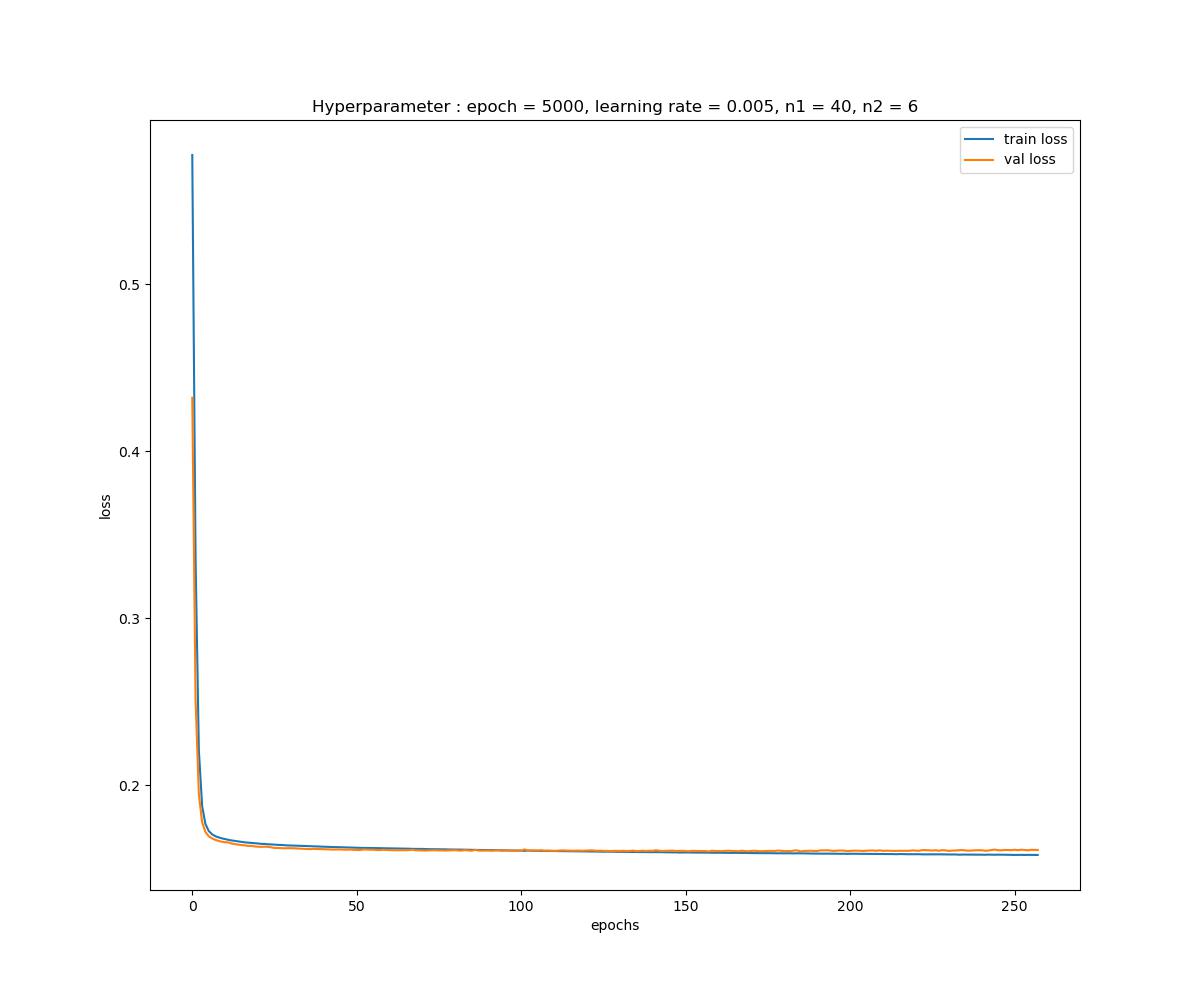 Hyperparameter : epoch = 5000, learning rate = 0.005, n1 = 40, n2 = 6
train loss
val loss
0.5
0.4
loss
0.3
0.2
0 50 100 150 200 250
epochs